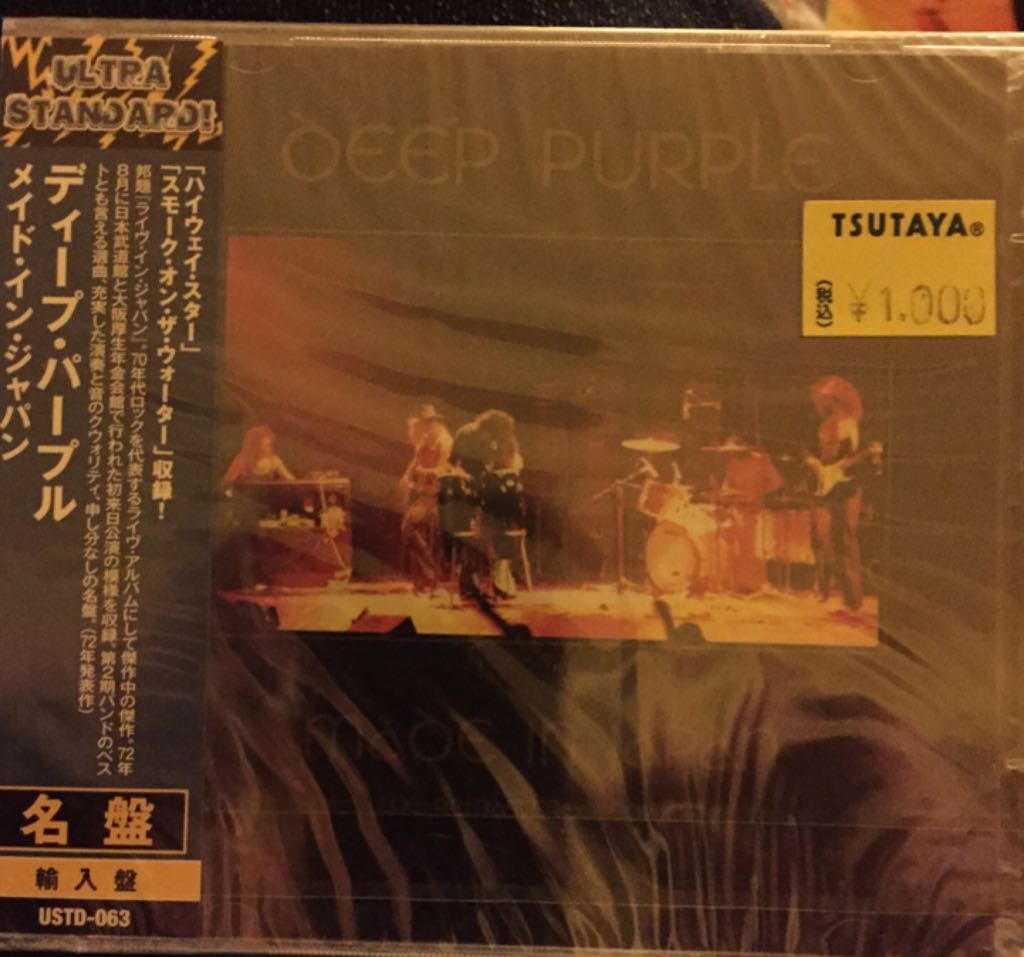 ULTRA
STANDARD!
「ハイウェイ・スター」
「スモーク・オン・ザ・ウォーター」収録!
邦題「ライヴ・イン・ジャパン」。70年代ロックを代表するライヴ・アルバムにして傑作中の傑作。72年
8月に日本武道館と大阪厚生年金会館で行われた初来日公演の模様を収録。第2期バンドのベス
トとも言える選曲、充実した演奏と音のクウォリティ、申し分なしの名盤。(72年発表作)
ディープ・パープル
メイド・イン・ジャパン
名盤
輸入盤
USTD-063
DEEP PURPLE
TSUTAYA®
(税込) ¥1,000
MADE IN JAPAN